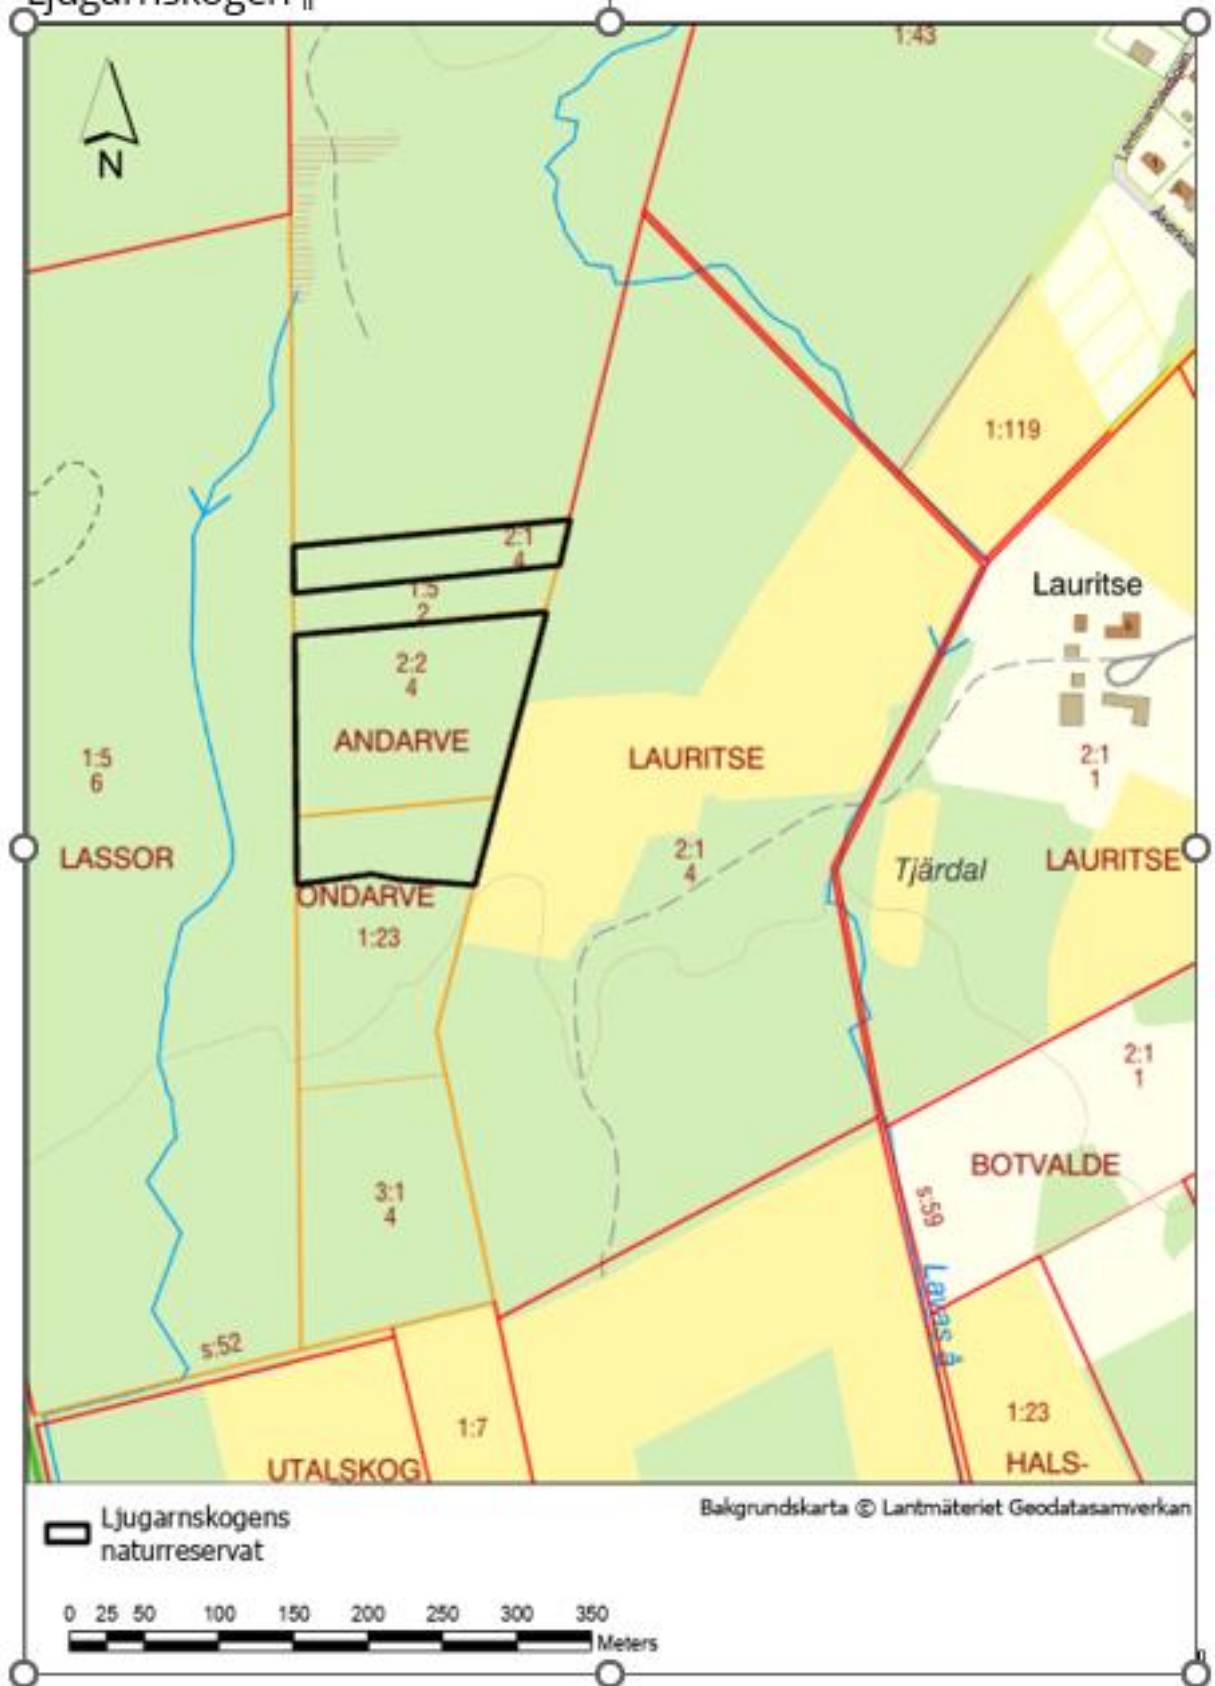 Ljugarnskogen
1:43
N
Åkerkv
1:119
2:1
4
1:5
2
Lauritse
2:2
4
ANDARVE
LAURITSE
2:1
1
1:5
6
LASSOR
2:1
4
Tjärdal
LAURITSE
ONDARVE
1:23
2:1
1
BOTVALDE
3:1
4
s:59
Lavas å
s:52
1:23
1:7
HALS-
UTALSKOG
Bakgrundskarta © Lantmäteriet Geodatasamverkan
Ljugarnskogens
naturreservat
0 25 50 100 150 200 250 300 350
Meters